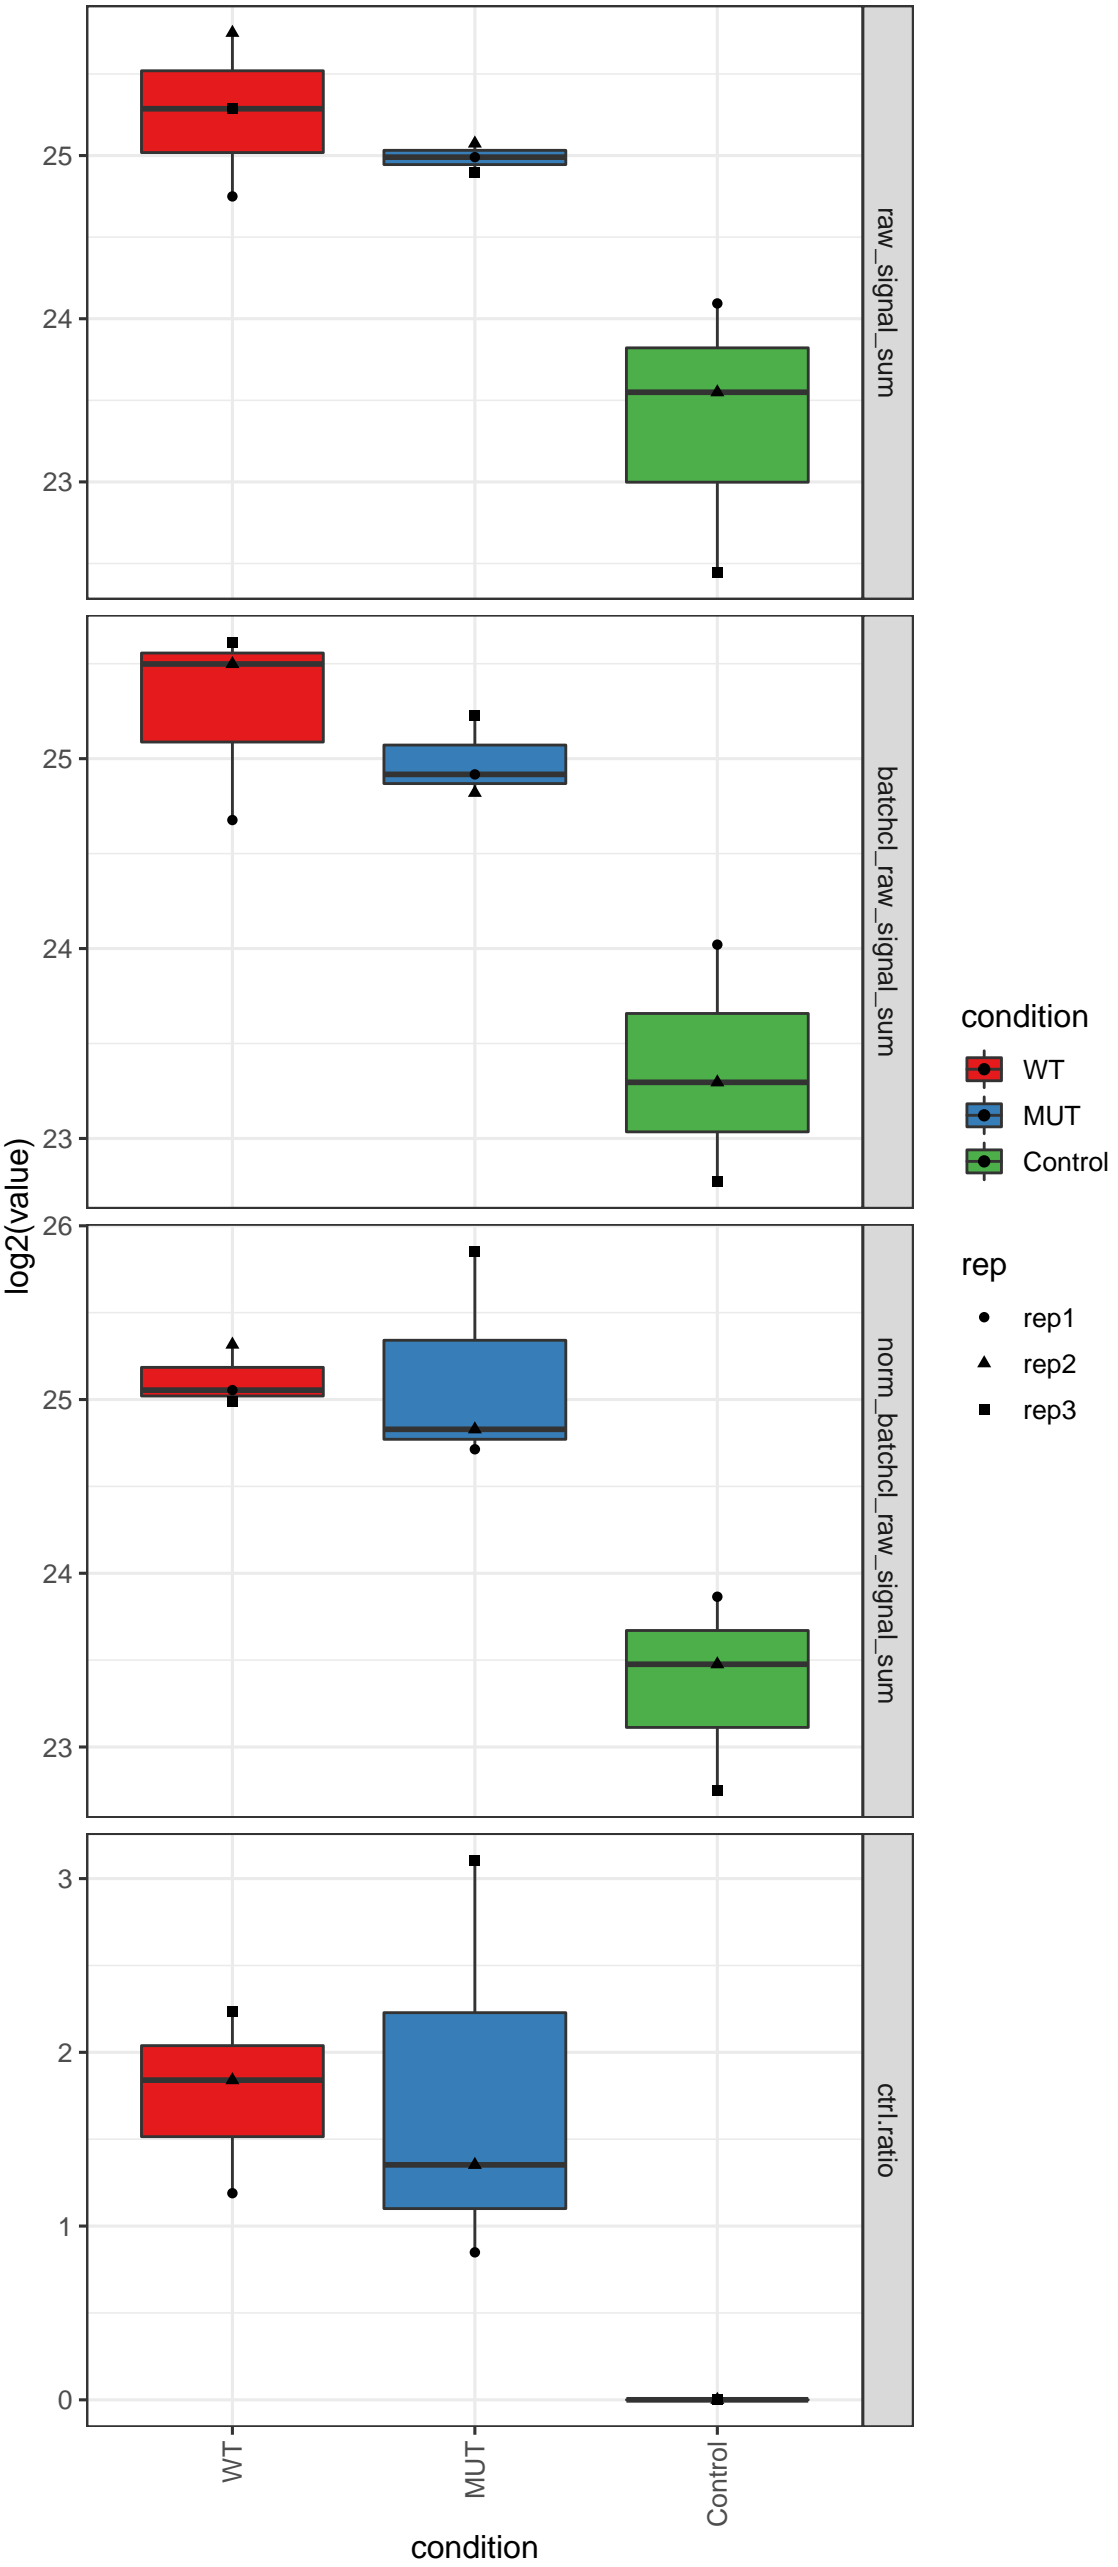 25
24
23
raw_signal_sum
25
24
23
batchcl_raw_signal_sum
26
25
24
23
norm_batchcl_raw_signal_sum
3
2
1
0
ctrl.ratio
log2(value)
WT
MUT
Control
condition
condition
WT
MUT
Control
rep
rep1
rep2
rep3